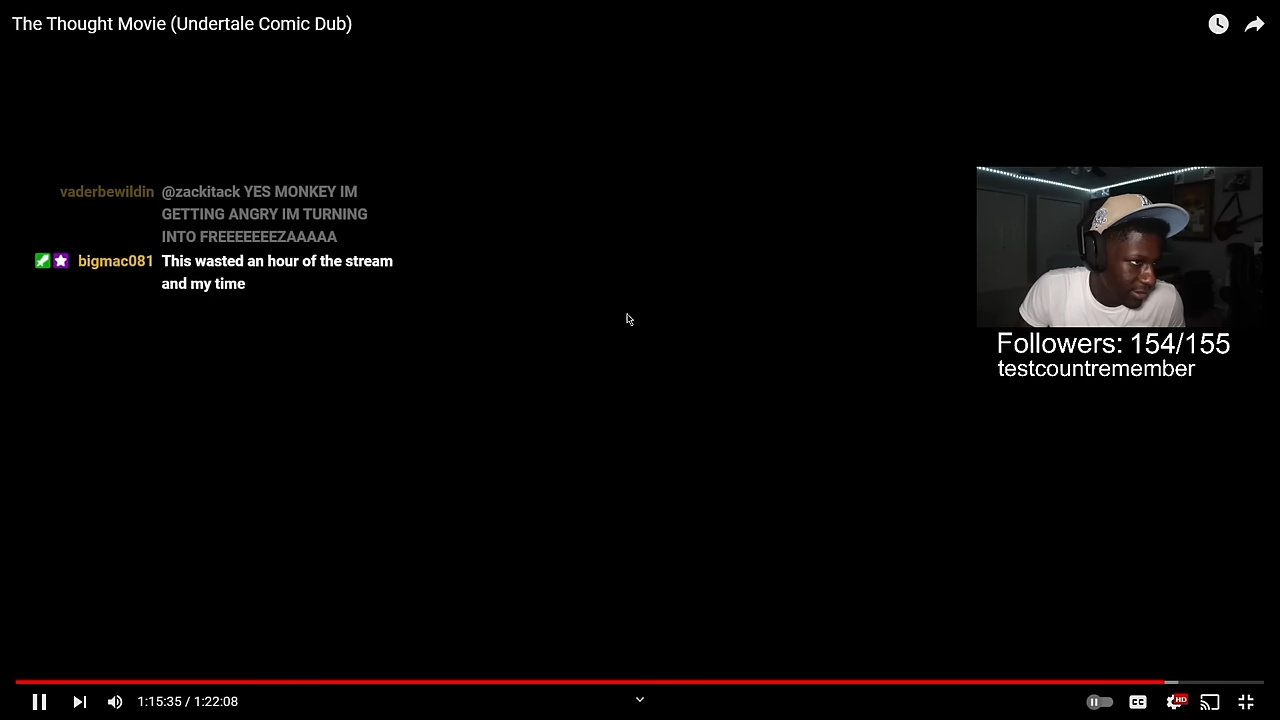 The Thought Movie (Undertale Comic Dub)
vaderbewildin @zackitack YES MONKEY IM
GETTING ANGRY IM TURNING
INTO FREEEEEEEZAAAAA
bigmac081 This wasted an hour of the stream
and my time
Followers: 154/155
testcountremember
1:15:35 / 1:22:08
CC
HD